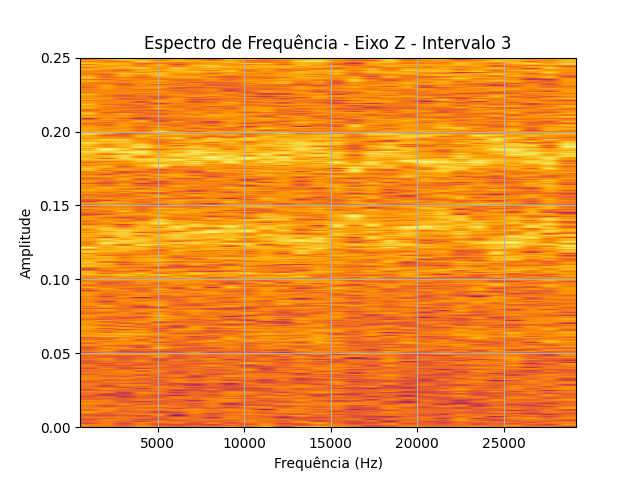 Espectro de Frequência - Eixo Z - Intervalo 3
0.25
0.20
0.15
0.10
0.05
0.00
Amplitude
5000 10000 15000 20000 25000
Frequência (Hz)